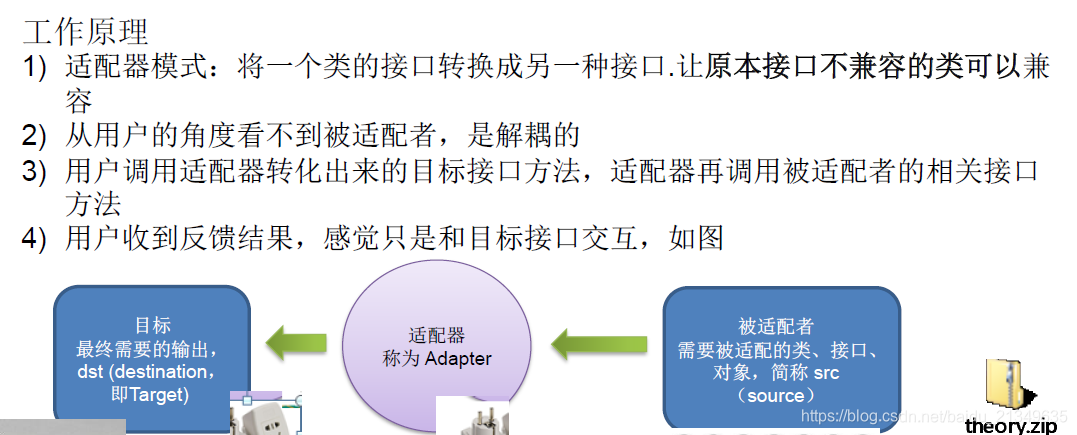 工作原理
1) 适配器模式：将一个类的接口转换成另一种接口.让原本接口不兼容的类可以兼
容
2) 从用户的角度看不到被适配者，是解耦的
3) 用户调用适配器转化出来的目标接口方法，适配器再调用被适配者的相关接口
方法
4) 用户收到反馈结果，感觉只是和目标接口交互，如图
目标
最终需要的输出，
dst (destination，
即Target)
适配器
称为 Adapter
被适配者
需要被适配的类、接口、
对象，简称 src
（source）
https://blog.csdn.net/baidu_21349635
theory.zip